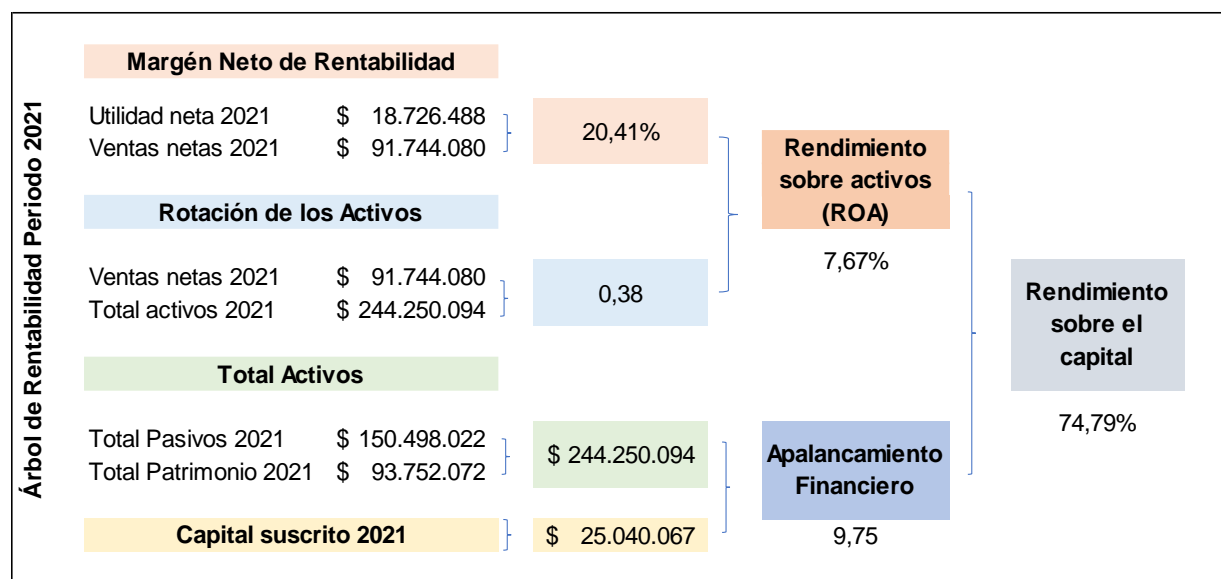 Árbol de Rentabilidad Periodo 2021
Margén Neto de Rentabilidad
Utilidad neta 2021 $ 18.726.488
Ventas netas 2021 $ 91.744.080
20,41%
Rotación de los Activos
Ventas netas 2021 $ 91.744.080
Total activos 2021 $ 244.250.094
0,38
Rendimiento
sobre activos
(ROA)
7,67%
Total Activos
Total Pasivos 2021 $ 150.498.022
Total Patrimonio 2021 $ 93.752.072
$ 244.250.094
Capital suscrito 2021
$ 25.040.067
Apalancamiento
Financiero
9,75
Rendimiento
sobre el
capital
74,79%